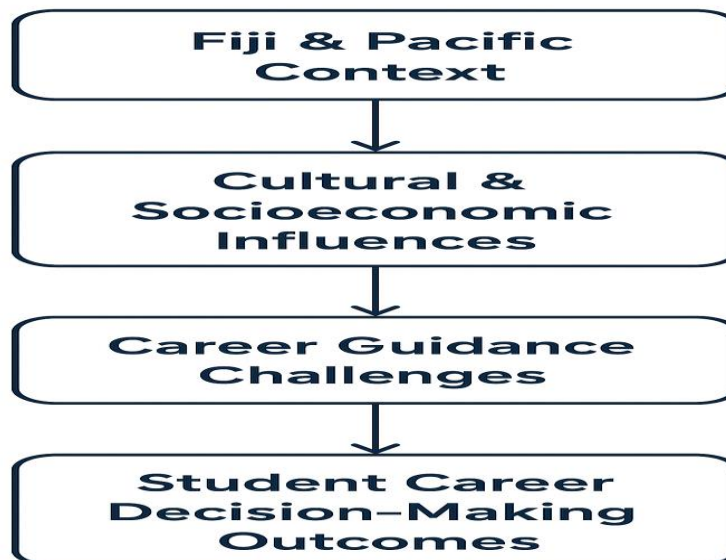 Fiji & Pacific
Context
Cultural &
Socioeconomic
Influences
Career Guidance
Challenges
Student Career
Decision–Making
Outcomes